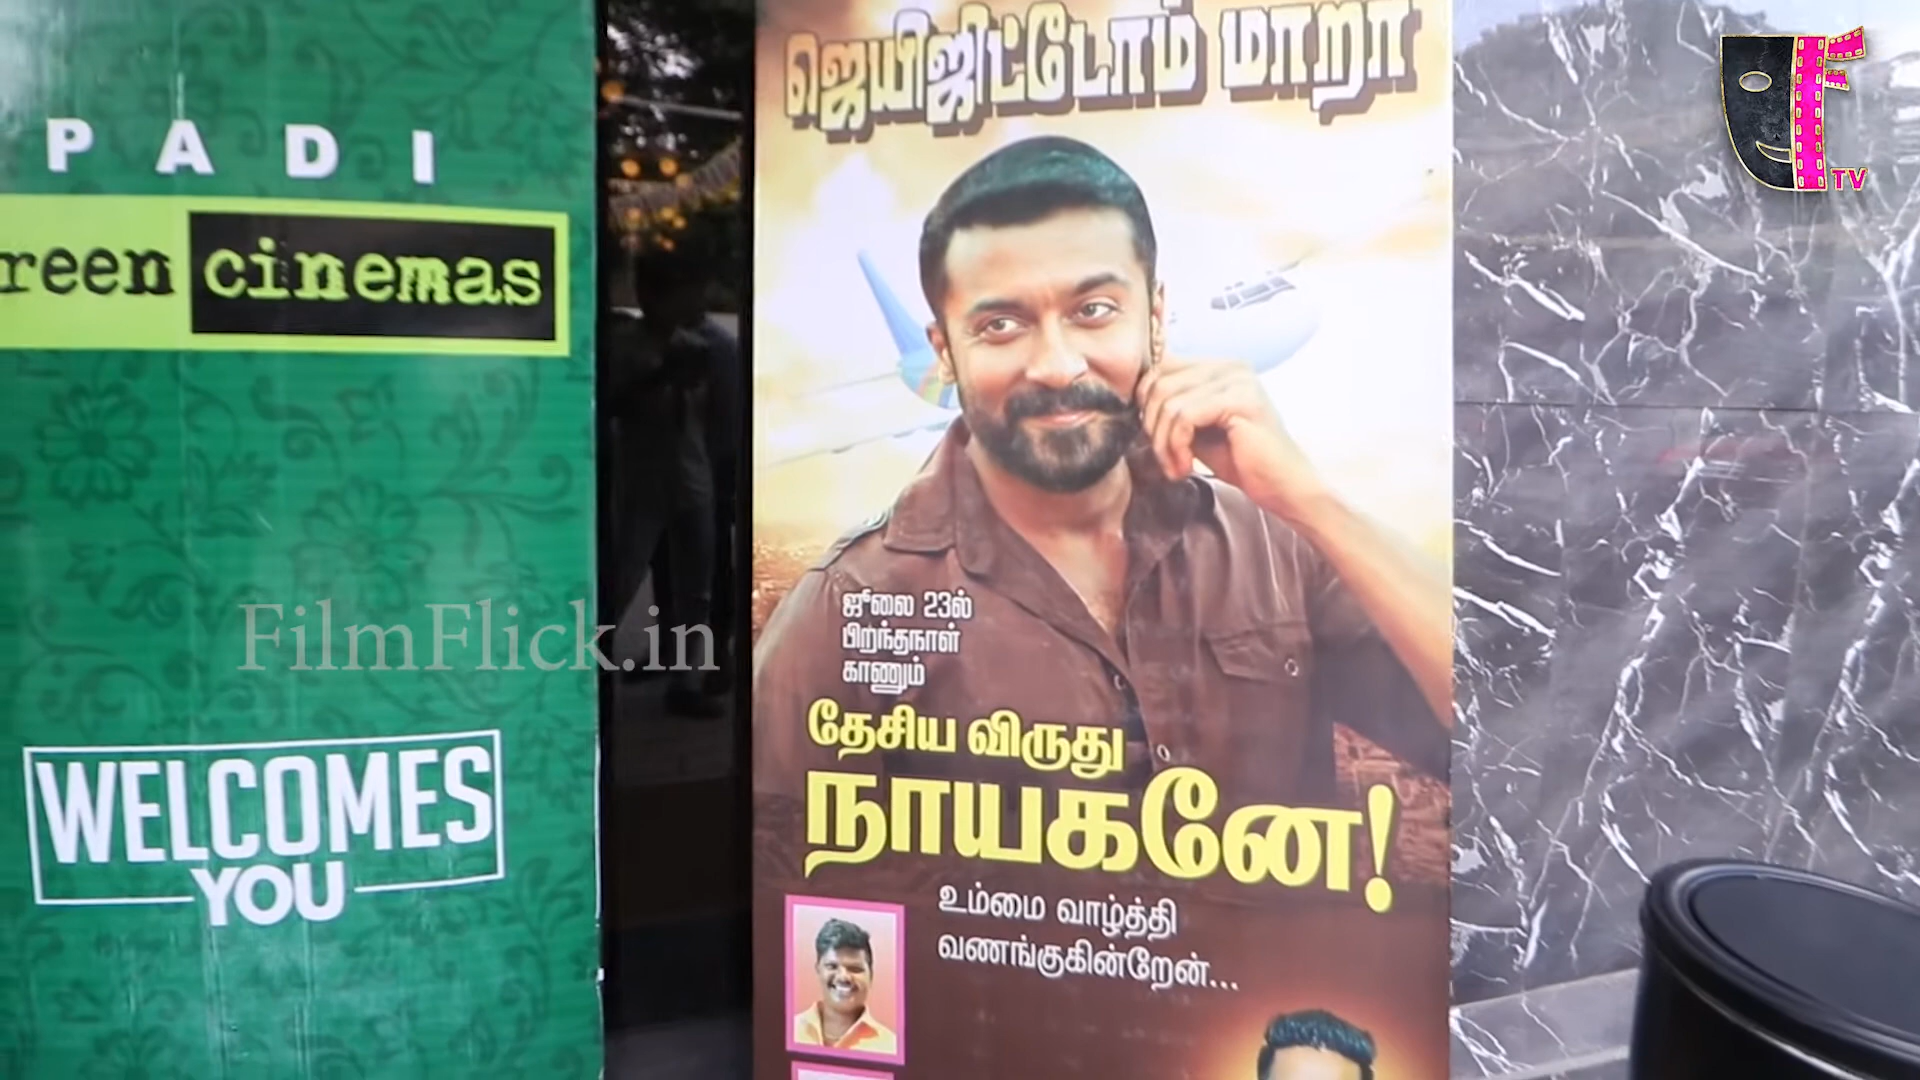 PADI
reen cinemas
WELCOMES
YOU
ஜெயிஜிட்டோம் மாறா
ஜூலை 23ல்
பிறந்தநாள்
காணும்
தேசிய விருது
நாயகனே!
உம்மை வாழ்த்தி
வணங்குகின்றேன்...
FilmFlick.in
TV